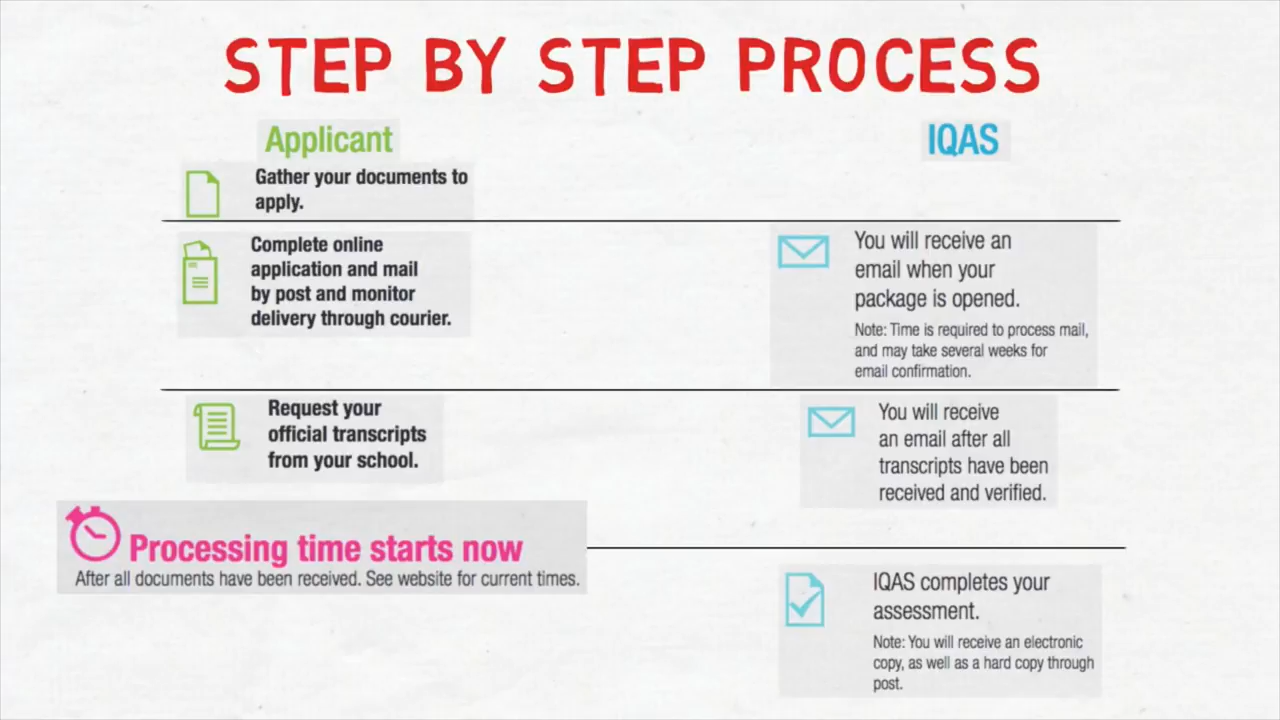 STEP BY STEP PROCESS
Applicant
IQAS
Gather your documents to
apply.
Complete online
application and mail
by post and monitor
delivery through courier.
You will receive an
email when your
package is opened.
Note: Time is required to process mail,
and may take several weeks for
email confirmation.
Request your
official transcripts
from your school.
You will receive
an email after all
transcripts have been
received and verified.
Processing time starts now
After all documents have been received. See website for current times.
IQAS completes your
assessment.
Note: You will receive an electronic
copy, as well as a hard copy through
post.